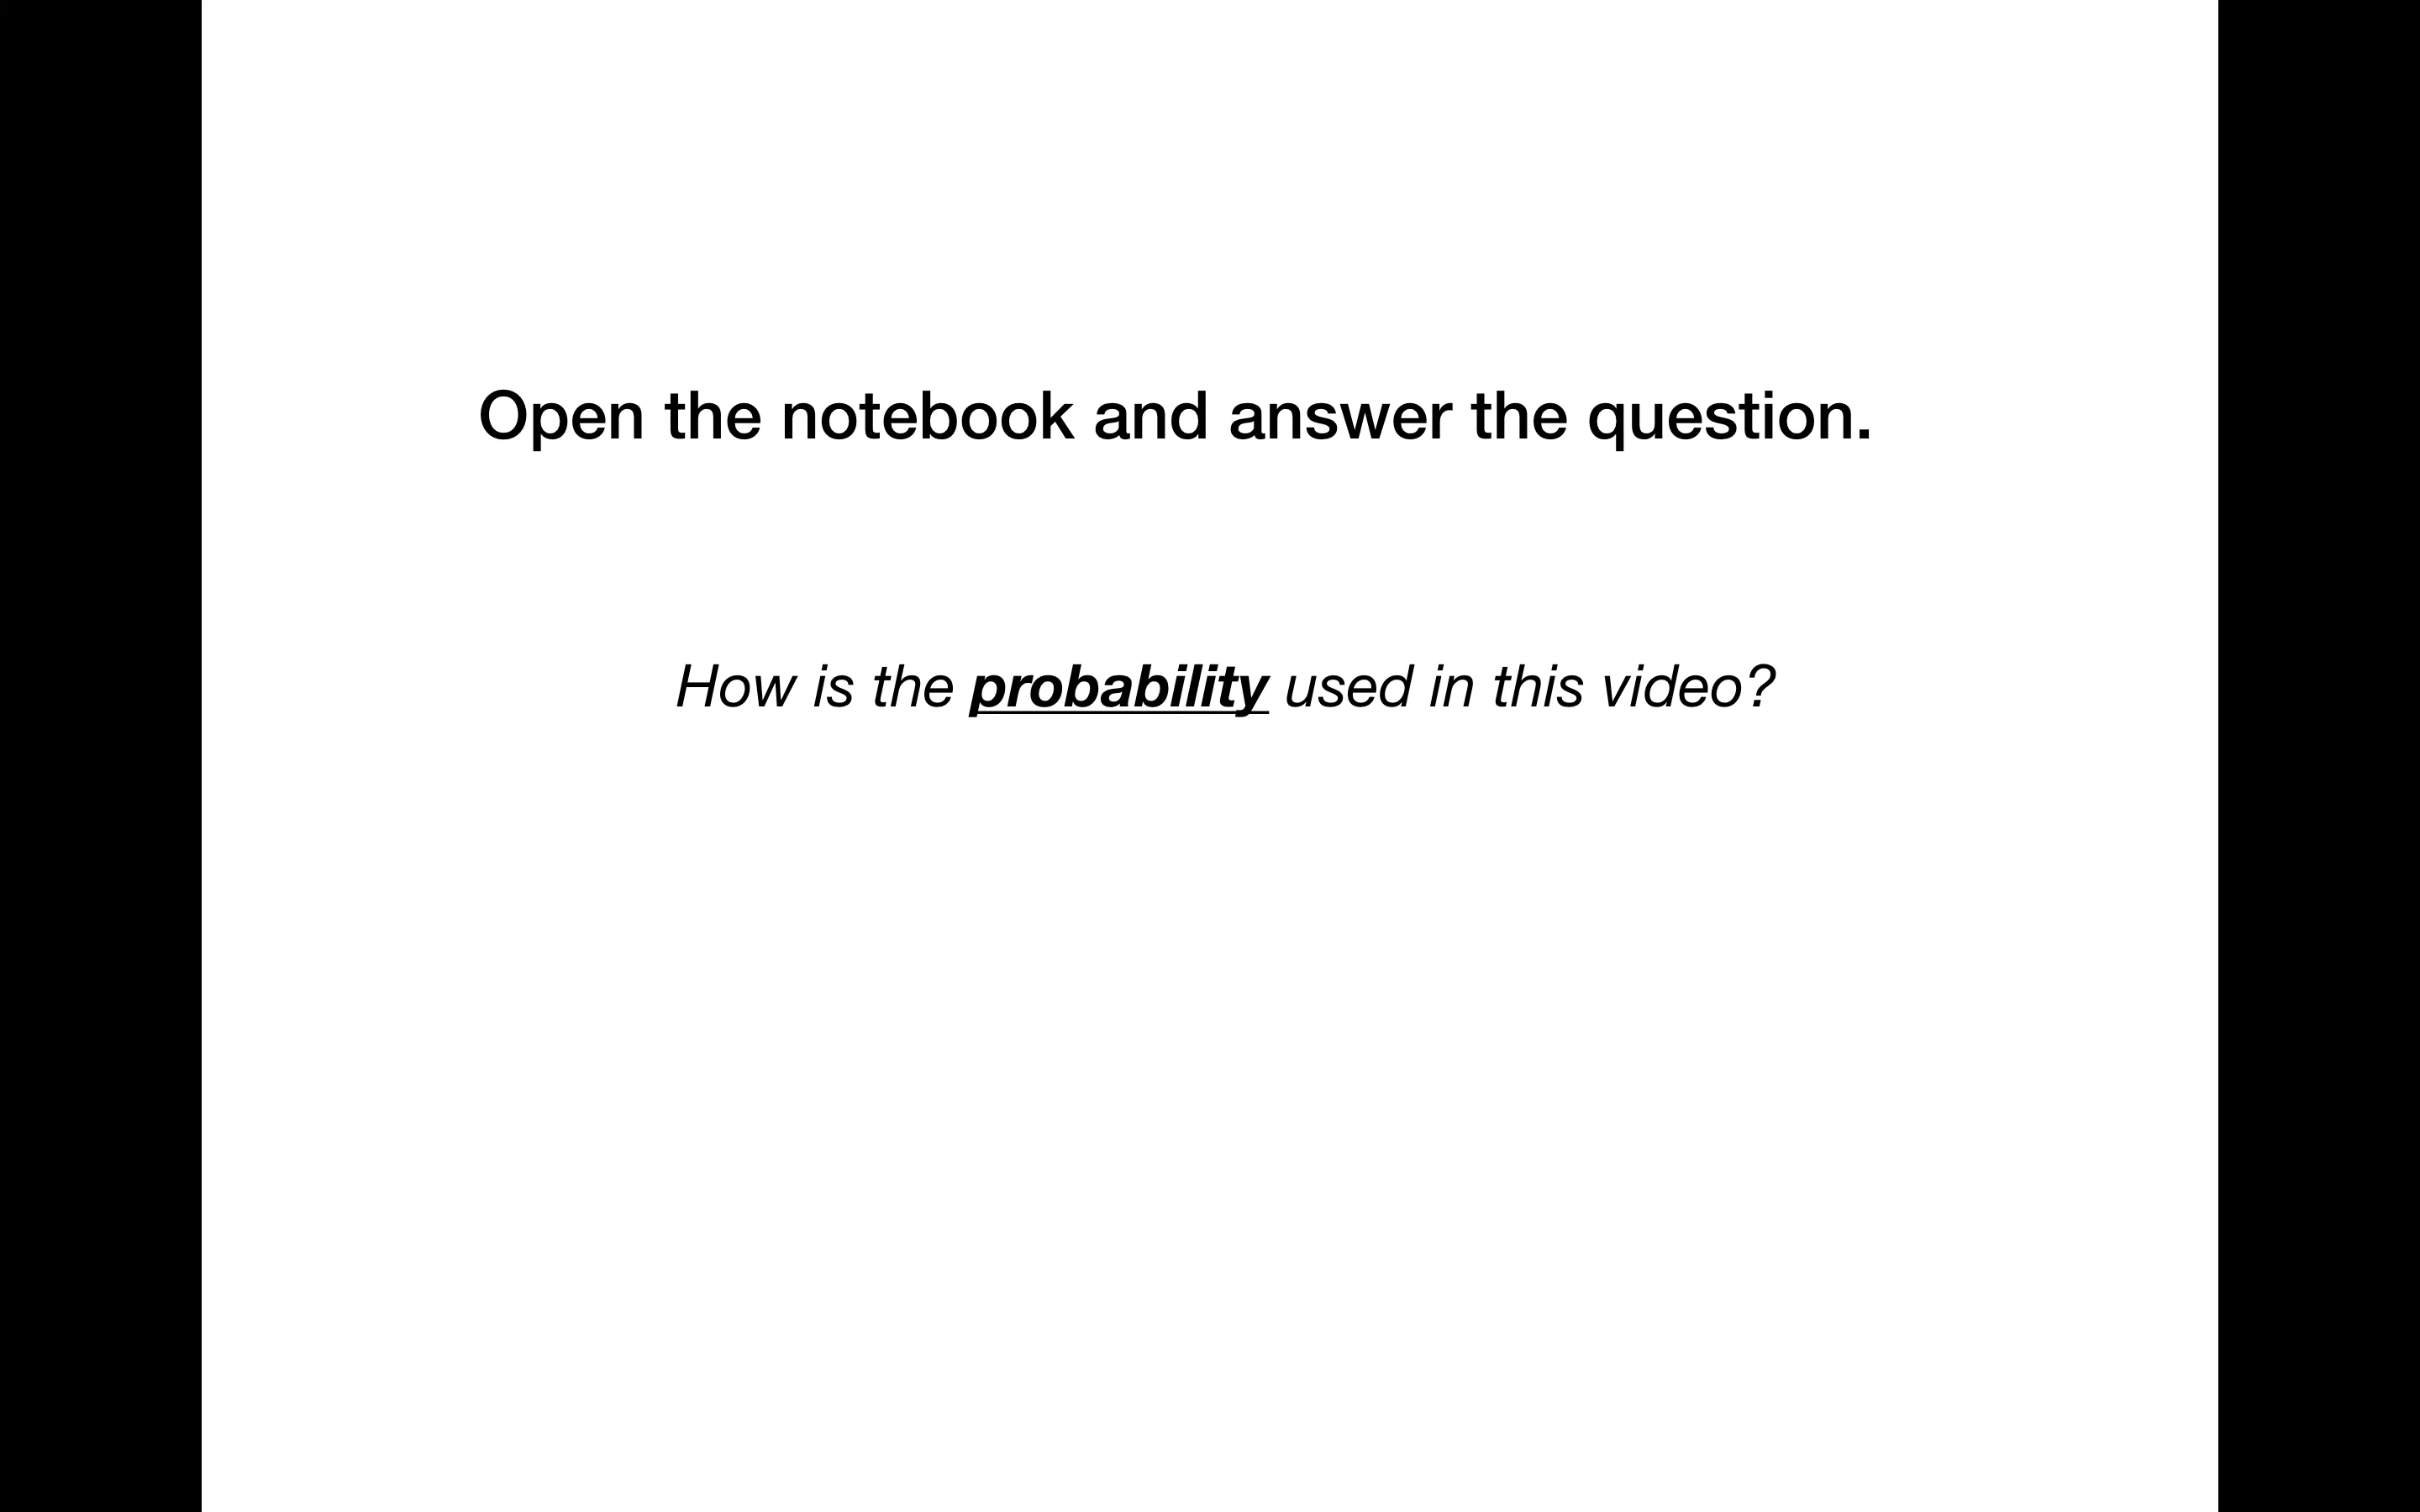 Open the notebook and answer the question.
How is the probability used in this video?